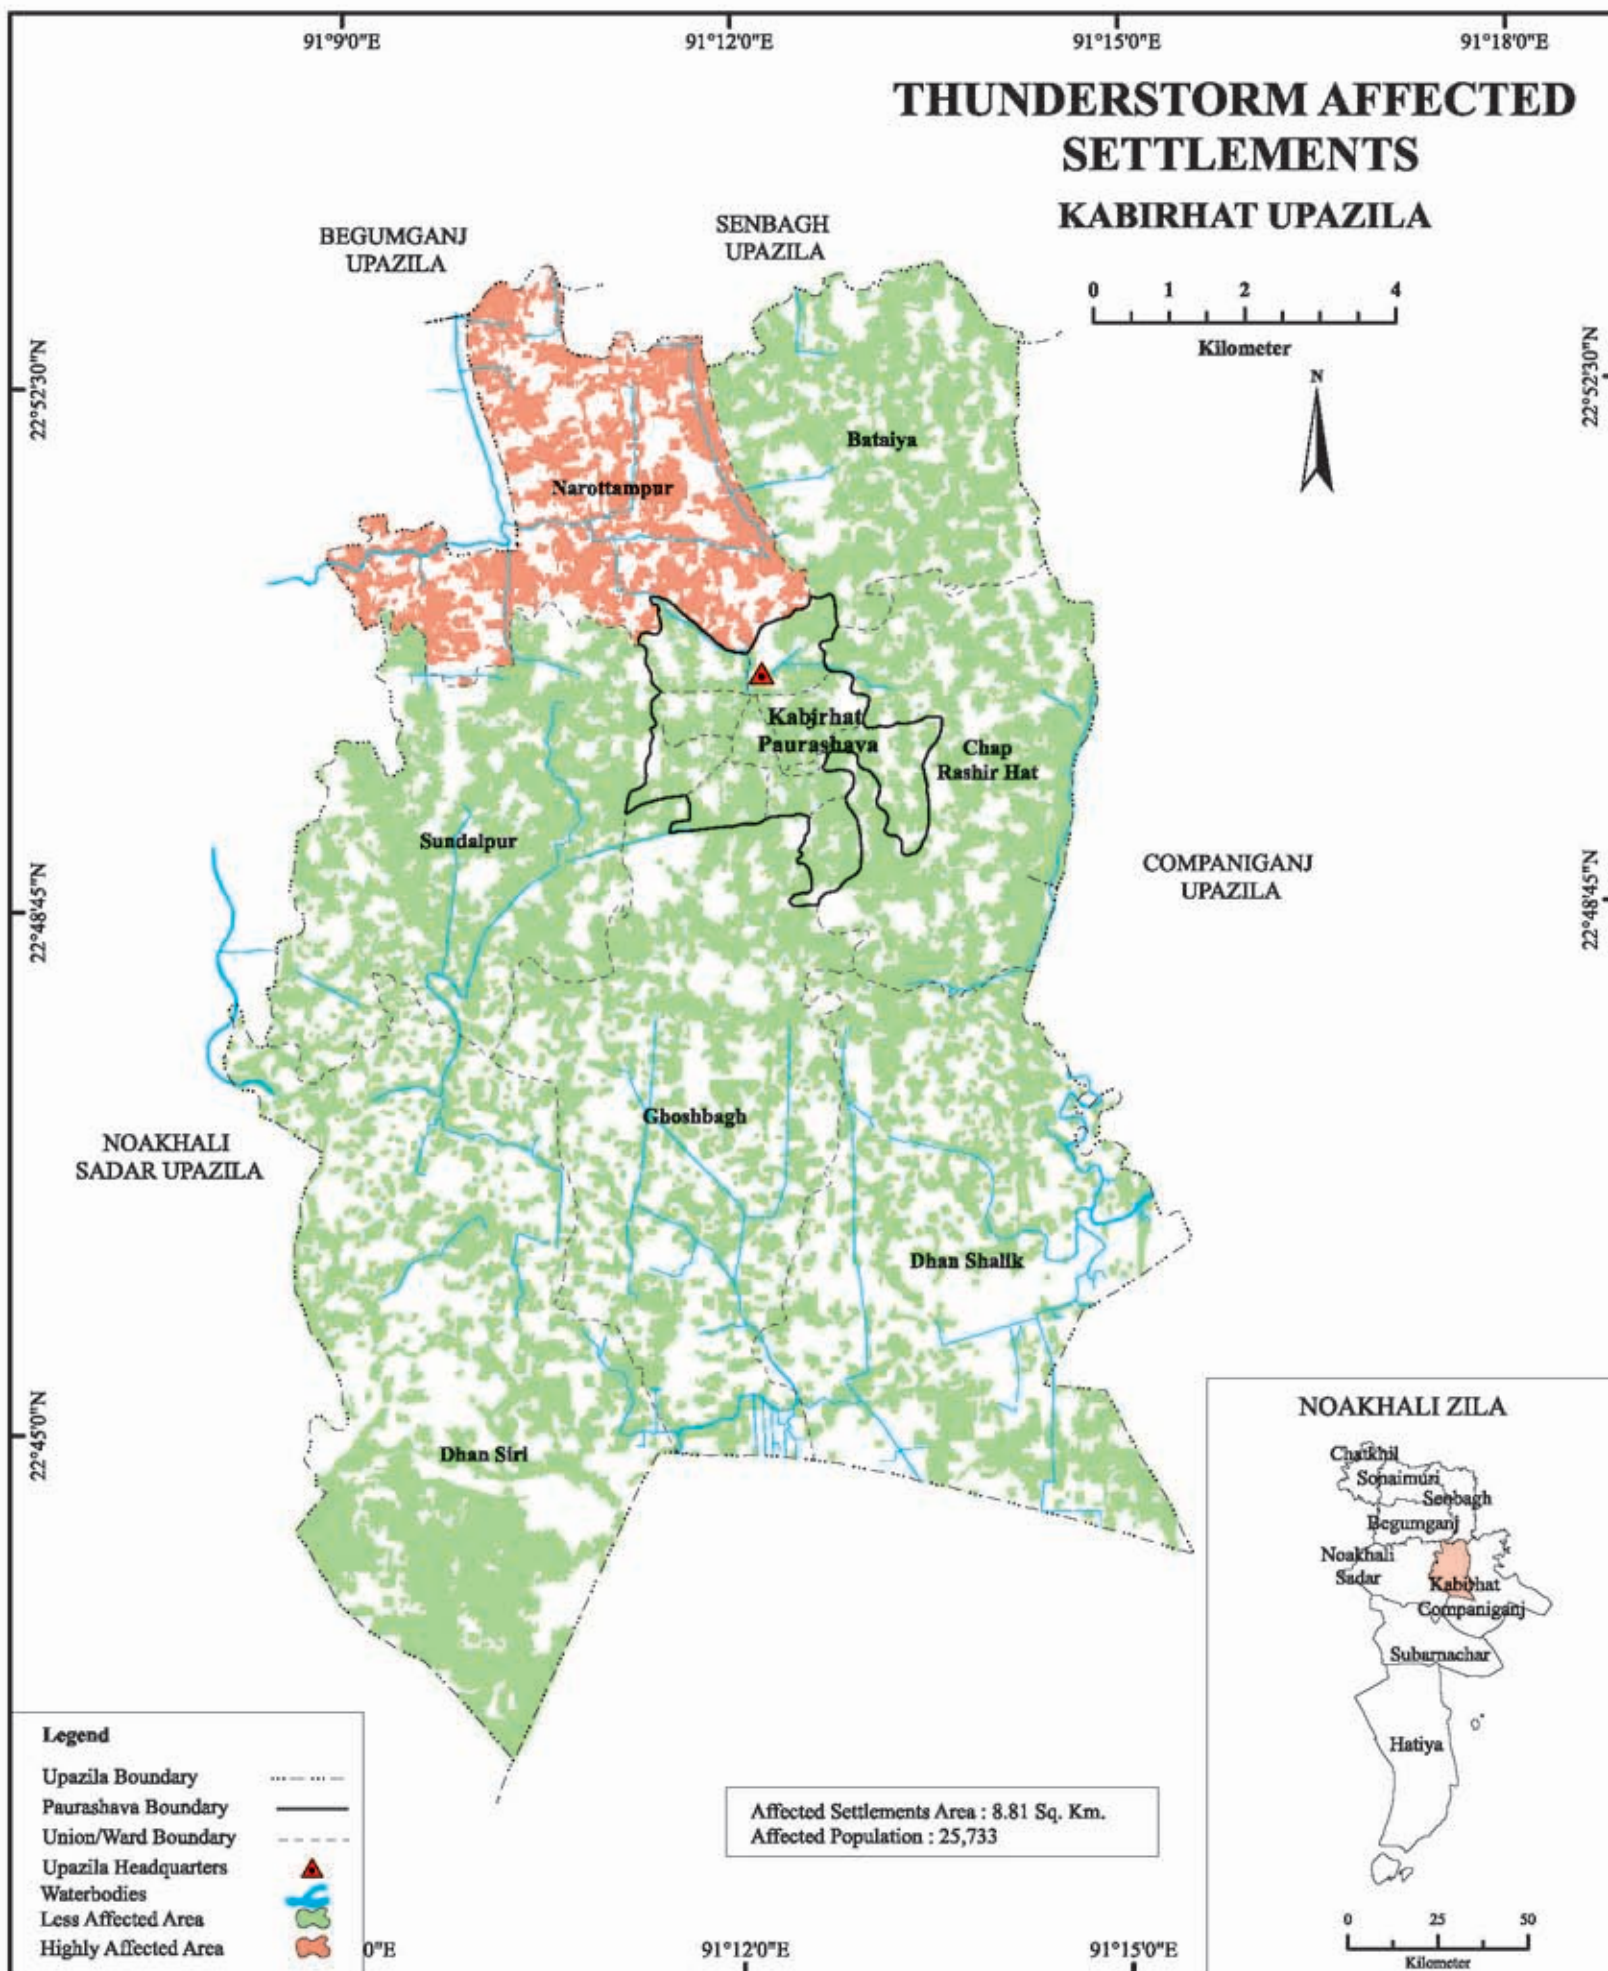 91°9'0"E
91°12'0"E
91°15'0"E
91°18'0"E
THUNDERSTORM AFFECTED
SETTLEMENTS
KABIRHAT UPAZILA
0 1 2 4
Kilometer
N
BEGUMGANJ
UPAZILA
SENBAGH
UPAZILA
22°52'30"N
22°52'30"N
Bataiya
Narottampur
Kabirhat
Paurashava
Chap
Rashir Hat
Sundalpur
COMPANIGANJ
UPAZILA
22°48'45"N
22°48'45"N
Ghoshbagh
NOAKHALI
SADAR UPAZILA
Dhan Shalik
22°45'0"N
Dhan Siri
NOAKHALI ZILA
Chatkhil
Sonaimuri
Senbagh
Begumganj
Noakhali
Sadar
Kabirhat
Companiganj
Subarnachar
Hatiya
0 25 50
Kilometer
Legend
Upazila Boundary
Paurashava Boundary
Union/Ward Boundary
Upazila Headquarters
Waterbodies
Less Affected Area
Highly Affected Area
Affected Settlements Area : 8.81 Sq. Km.
Affected Population : 25,733
0"E
91°12'0"E
91°15'0"E